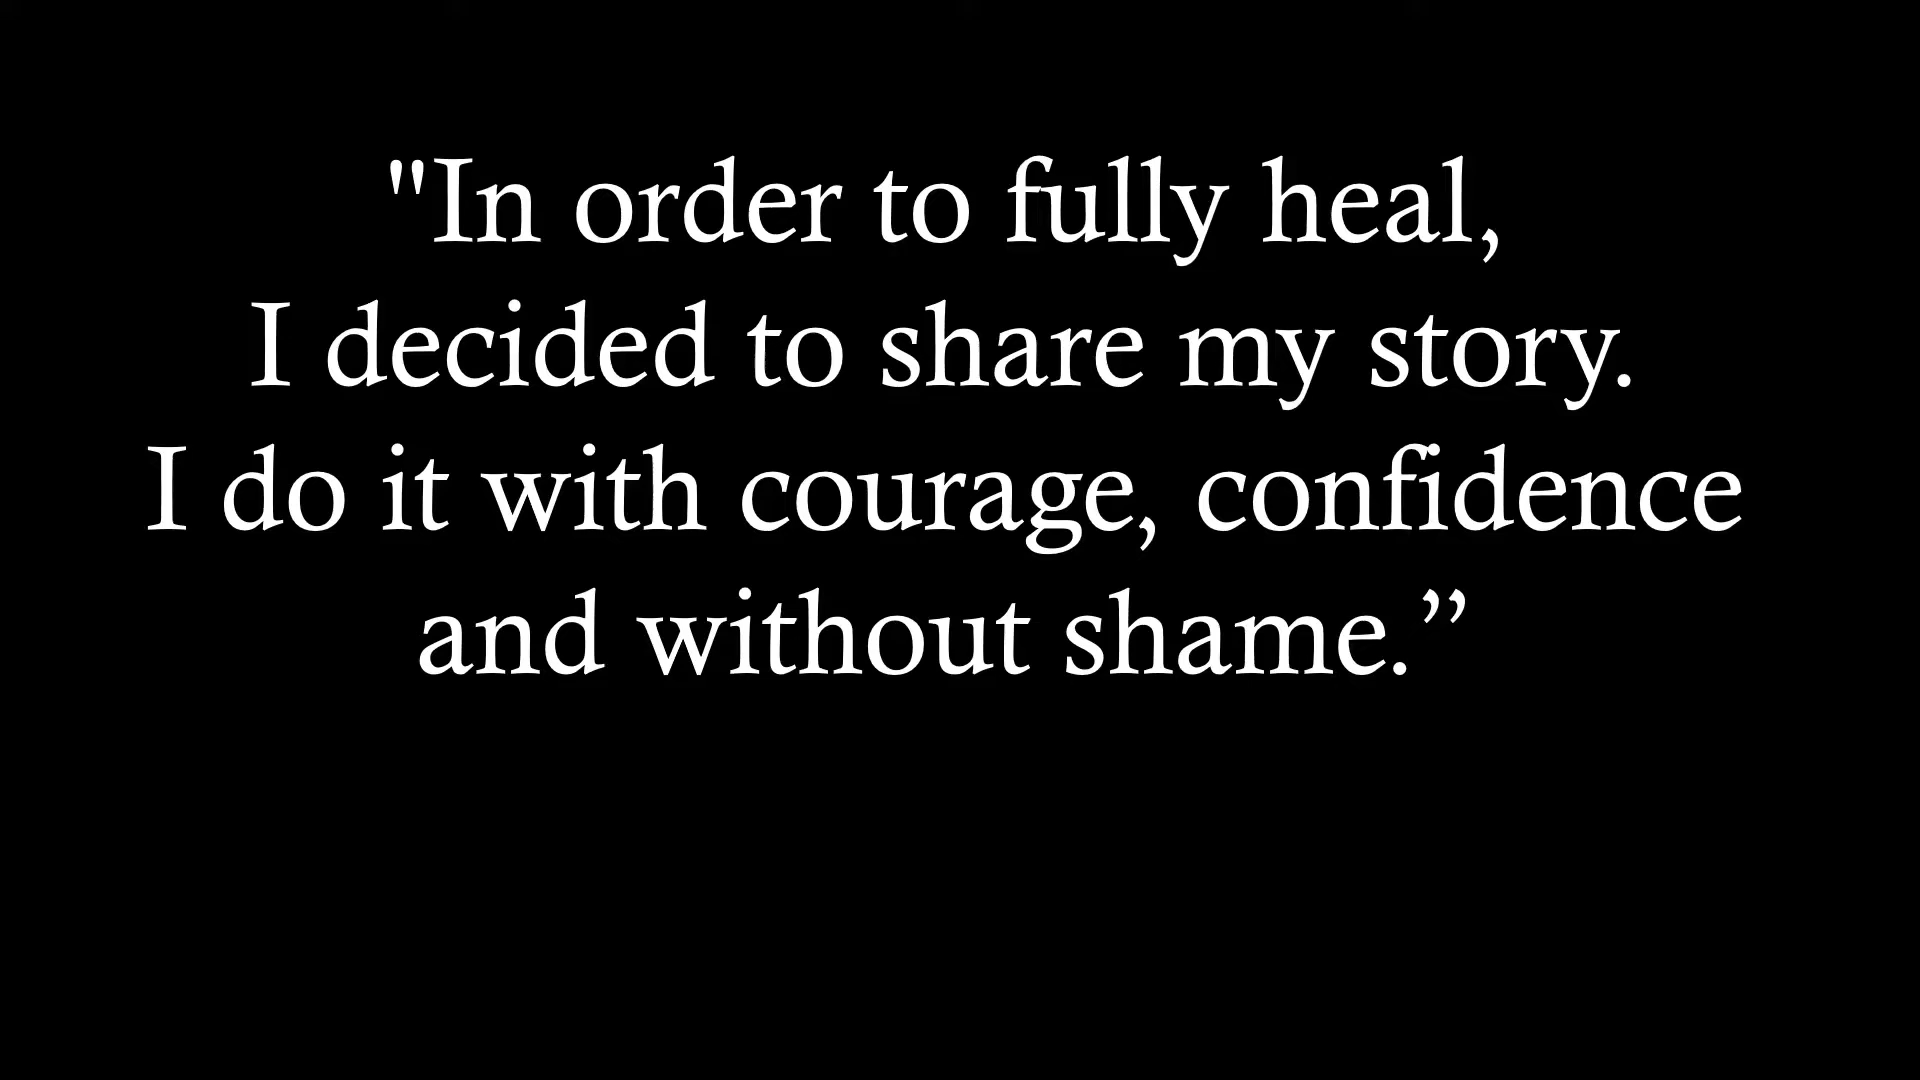 "In order to fully heal,
I decided to share my story.
I do it with courage, confidence
and without shame.”